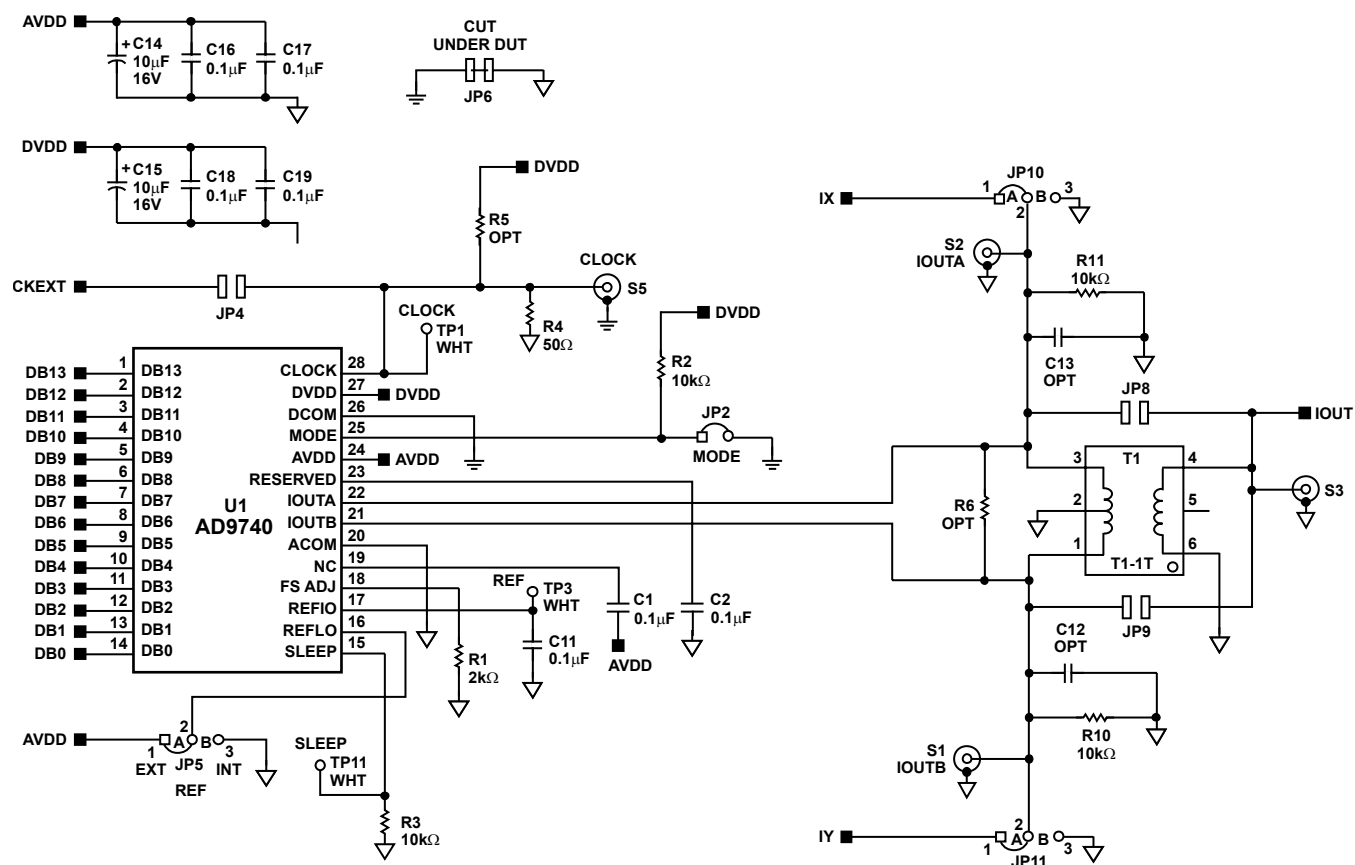 AVDD
+ C14
10µF
16V
C16
0.1µF
C17
0.1µF
CUT
UNDER DUT
JP6
DVDD
+ C15
10µF
16V
C18
0.1µF
C19
0.1µF
DVDD
R5
OPT
CKEXT
JP4
CLOCK
S5
CLOCK
TP1
WHT
R4
50Ω
DVDD
R2
10kΩ
JP2
MODE
DB13 1 DB13
DB12 2 DB12
DB11 3 DB11
DB10 4 DB10
DB9 5 DB9
DB8 6 DB8
DB7 7 DB7
DB6 8 DB6
DB5 9 DB5
DB4 10 DB4
DB3 11 DB3
DB2 12 DB2
DB1 13 DB1
DB0 14 DB0
U1
AD9740
CLOCK 28
DVDD 27 DVDD
DCOM 26
MODE 25
AVDD 24 AVDD
RESERVED 23
IOUTA 22
IOUTB 21
ACOM 20
NC 19
FS ADJ 18
REFIO 17
REFLO 16
SLEEP 15
REF
TP3
WHT
C11
0.1µF
R1
2kΩ
C1
0.1µF
AVDD
C2
0.1µF
AVDD
1 A 2 B 3
EXT JP5 INT
REF
SLEEP
TP11
WHT
R3
10kΩ
IX
JP10
1 A B 3
2
S2
IOUTA
R11
10kΩ
C13
OPT
JP8
IOUT
R6
OPT
T1
3 4
2 5
1 6
T1-1T
S3
JP9
C12
OPT
R10
10kΩ
S1
IOUTB
IY
2
1 A B 3
JP11